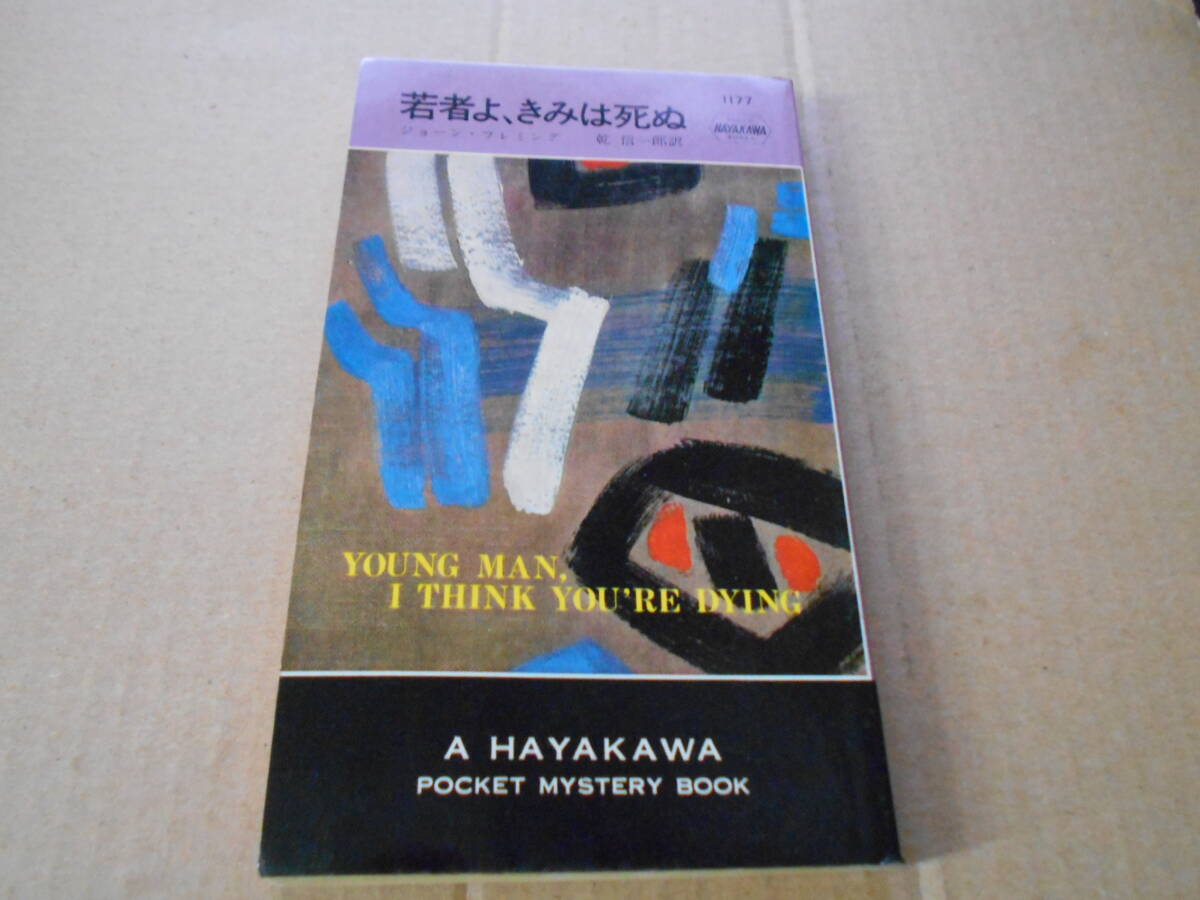 若者よ、きみは死ぬ
1177
ジョーン・フレミング 乾 信一郎訳
HAYAKAWA
YOUNG MAN,
I THINK YOU'RE DYING
A HAYAKAWA
POCKET MYSTERY BOOK